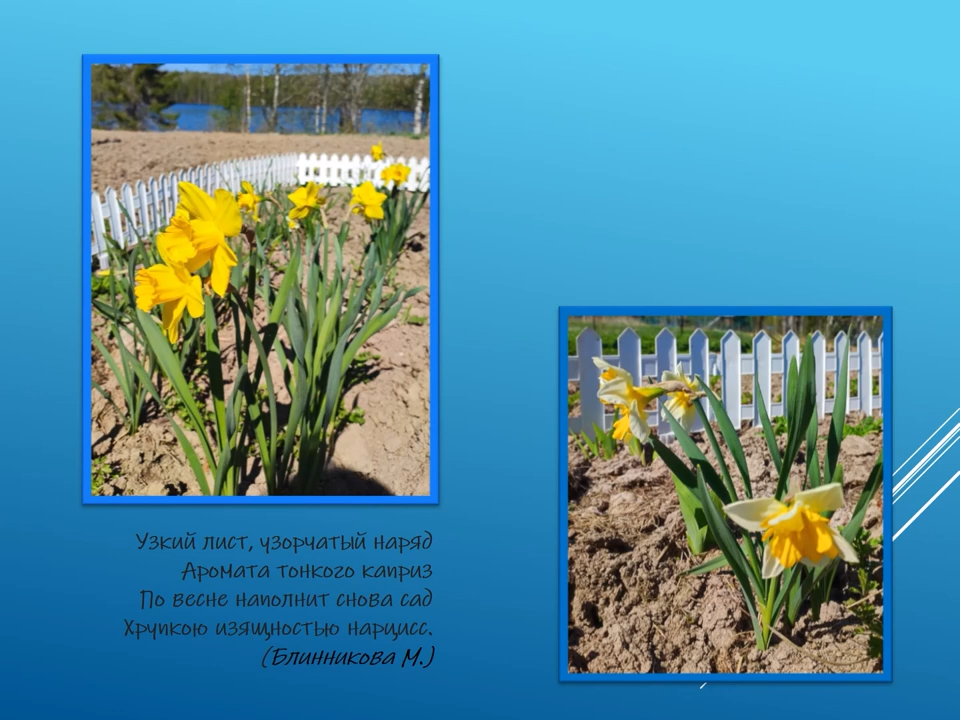 Узкий лист, узорчатый наряд
Аромата тонкого каприз
По весне наполнит снова сад
Хрупкою изящностью нарцисс.
(Блинникова М.)